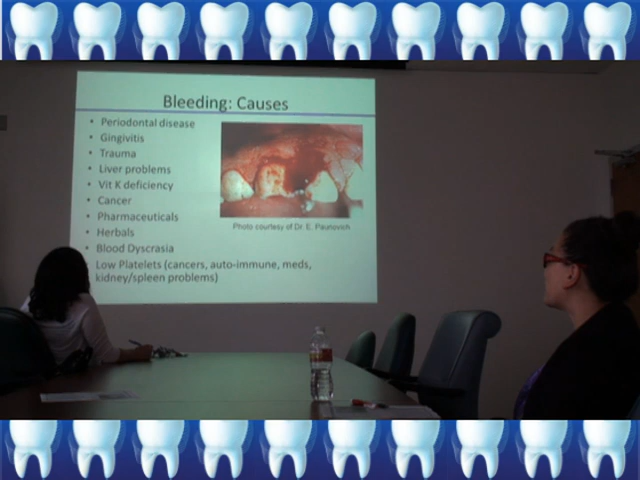 Bleeding: Causes
• Periodontal disease
• Gingivitis
• Trauma
• Liver problems
• Vit K deficiency
• Cancer
• Pharmaceuticals
• Herbals
• Blood Dyscrasia
Low Platelets (cancers, auto-immune, meds,
kidney/spleen problems)
Photo courtesy of Dr. E. Paunovich